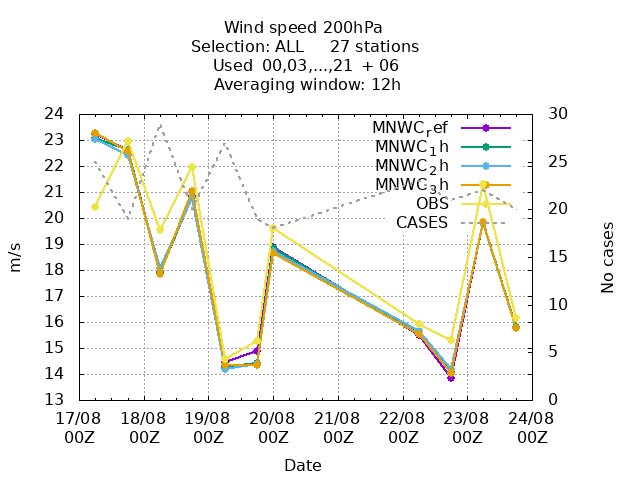 Wind speed 200hPa
Selection: ALL 27 stations
Used 00,03,...,21 + 06
Averaging window: 12h
24
23
22
21
20
19
18
17
16
15
14
13
m/s
30
25
20
15
10
5
0
No cases
MNWC_ref
MNWC_1h
MNWC_2h
MNWC_3h
OBS
CASES
17/08 18/08 19/08 20/08 21/08 22/08 23/08 24/08
00Z 00Z 00Z 00Z 00Z 00Z 00Z 00Z
Date